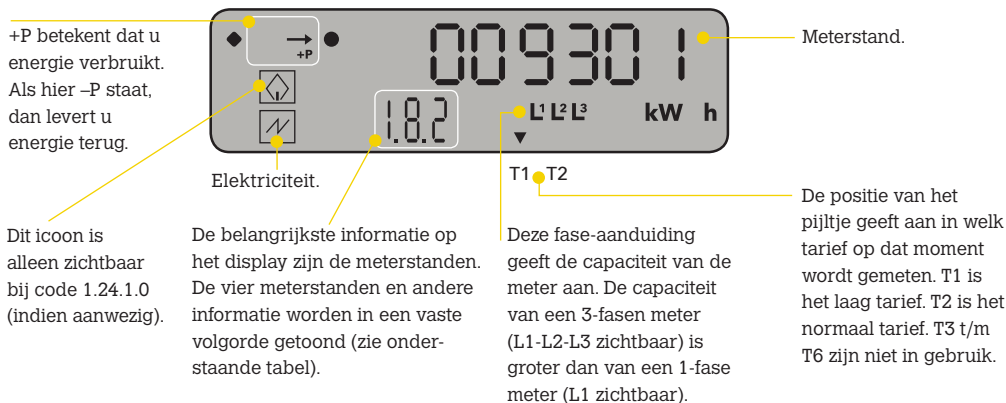 +P betekent dat u
energie verbruikt.
Als hier –P staat,
dan levert u
energie terug.
+P
009301
1.8.2
L1 L2 L3
kW h
Meterstand.
Elektriciteit.
T1 T2
Dit icoon is
alleen zichtbaar
bij code 1.24.1.0
(indien aanwezig).
De belangrijkste informatie op
het display zijn de meterstanden.
De vier meterstanden en andere
informatie worden in een vaste
volgorde getoond (zie onder-
staande tabel).
Deze fase-aanduiding
geeft de capaciteit van de
meter aan. De capaciteit
van een 3-fasen meter
(L1-L2-L3 zichtbaar) is
groter dan van een 1-fase
meter (L1 zichtbaar).
De positie van het
pijltje geeft aan in welk
tarief op dat moment
wordt gemeten. T1 is
het laag tarief. T2 is het
normaal tarief. T3 t/m
T6 zijn niet in gebruik.